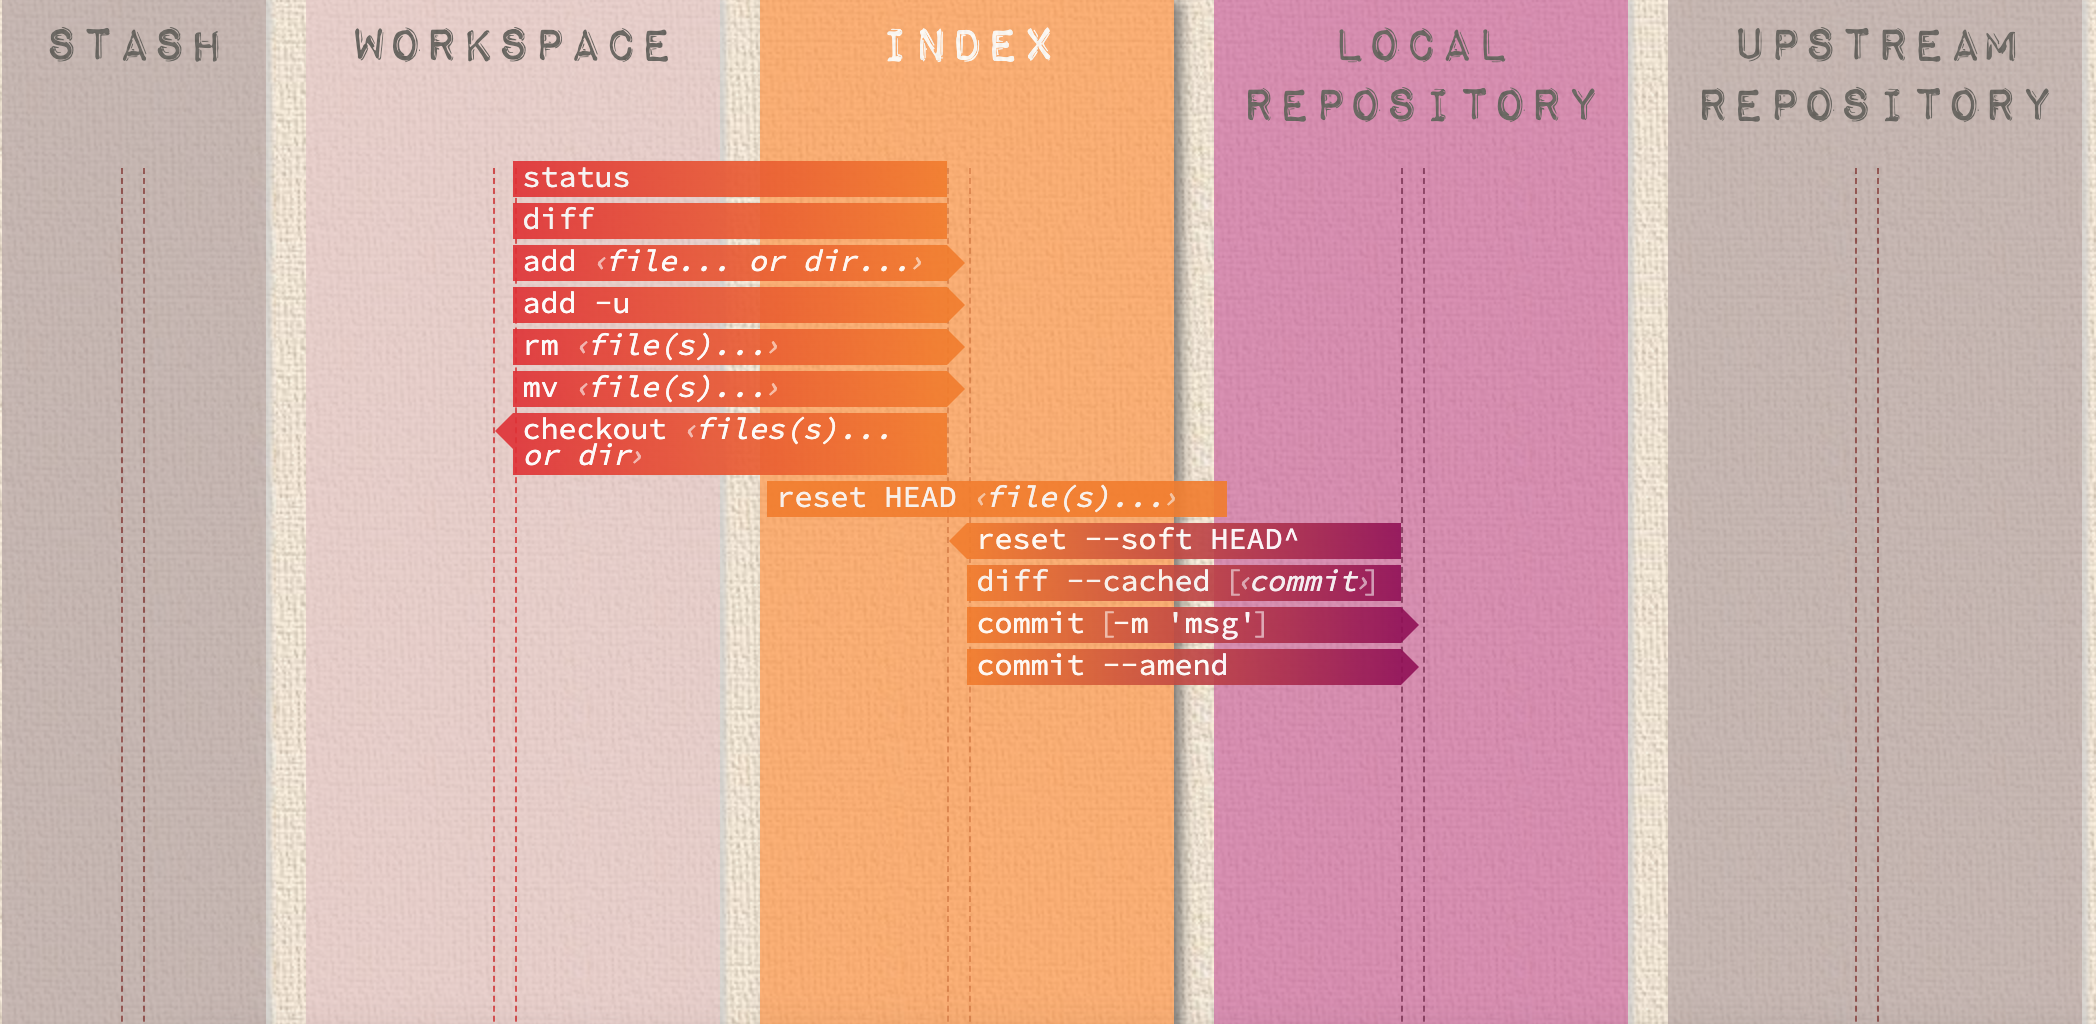 STASH
WORKSPACE
INDEX
LOCAL
REPOSITORY
UPSTREAM
REPOSITORY
status
diff
add ‹file... or dir...›
add -u
rm ‹file(s)...›
mv ‹file(s)...›
checkout ‹files(s)...
or dir›
reset HEAD ‹file(s)...›
reset --soft HEAD^
diff --cached [‹commit›]
commit [-m 'msg']
commit --amend